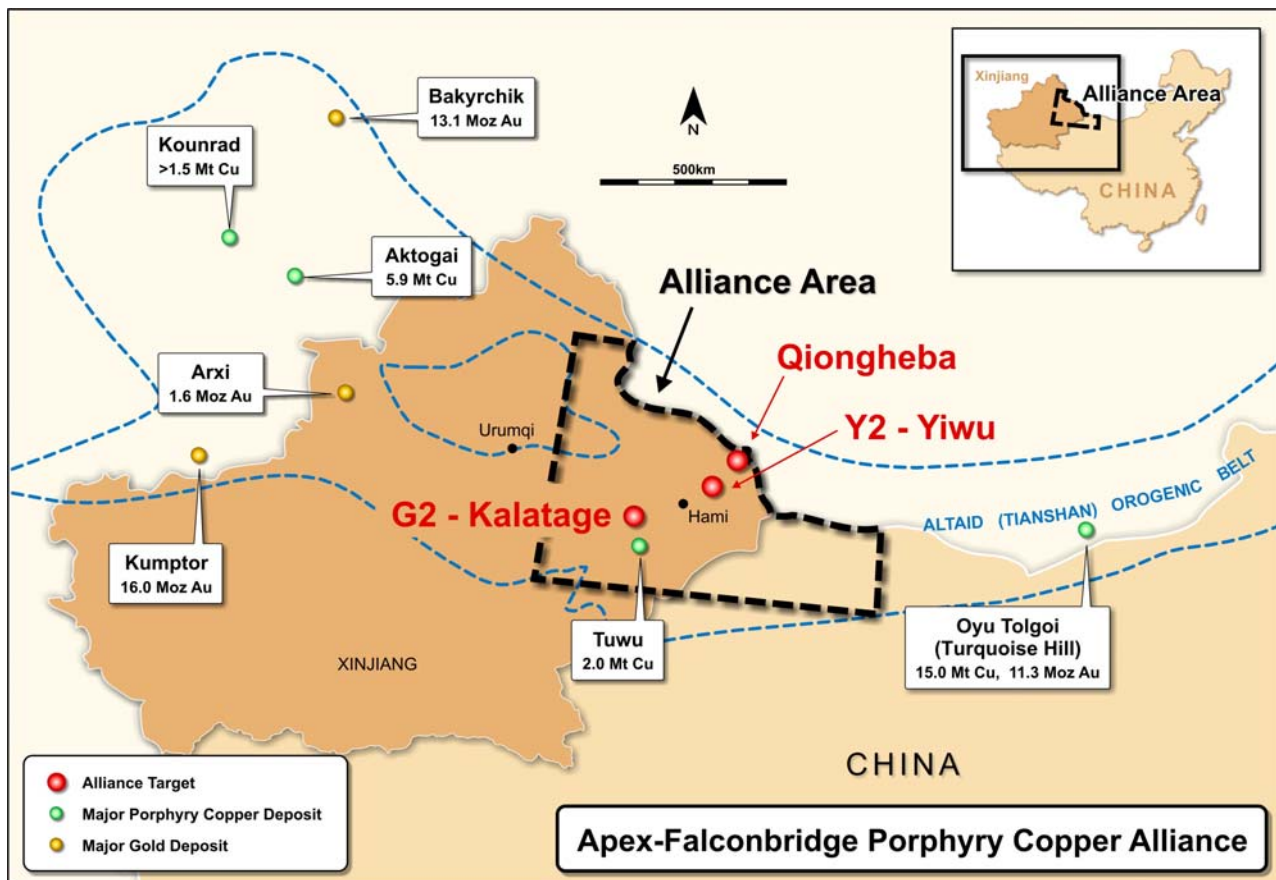 Bakyrchik
13.1 Moz Au
Kounrad
>1.5 Mt Cu
Aktogai
5.9 Mt Cu
N
500km
Xinjiang
Alliance Area
CHINA
Alliance Area
Arxi
1.6 Moz Au
Qiongheba
Urumqi
Y2 - Yiwu
G2 - Kalatage
Hami
ALTAID (TIANSHAN) OROGENIC BELT
Kumptor
16.0 Moz Au
Tuwu
2.0 Mt Cu
Oyu Tolgoi
(Turquoise Hill)
15.0 Mt Cu, 11.3 Moz Au
XINJIANG
CHINA
Alliance Target
Major Porphyry Copper Deposit
Major Gold Deposit
Apex-Falconbridge Porphyry Copper Alliance